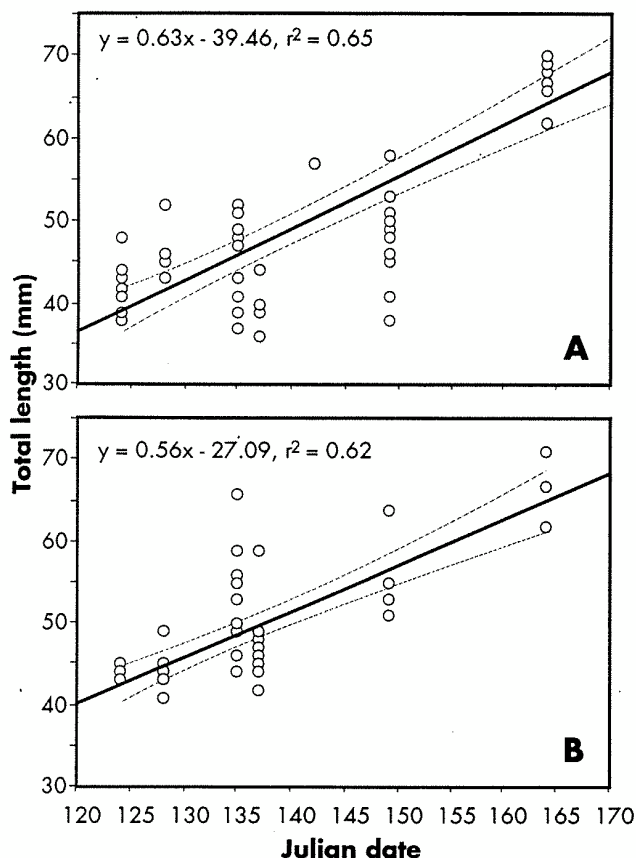 y = 0.63x - 39.46, r² = 0.65
70
60
50
40
30
A
y = 0.56x - 27.09, r² = 0.62
70
60
50
40
30
B
Total length (mm)
120 125 130 135 140 145 150 155 160 165 170
Julian date